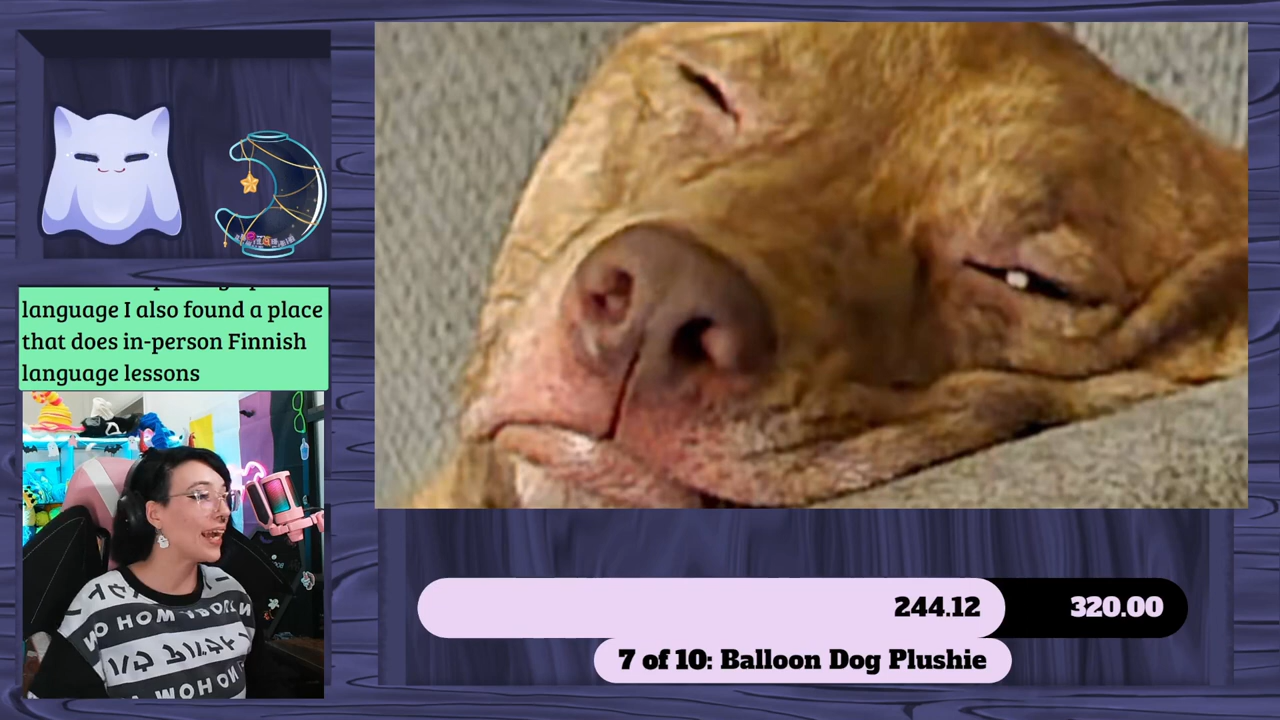 language I also found a place
that does in-person Finnish
language lessons
244.12
320.00
7 of 10: Balloon Dog Plushie